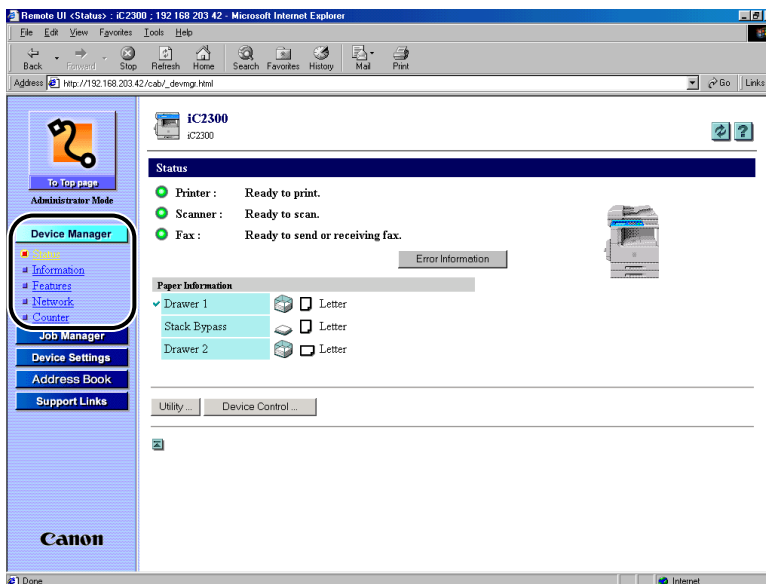 Remote UI <Status> : iC2300 ; 192 168 203 42 - Microsoft Internet Explorer
File Edit View Favorites Tools Help
Back Forward Stop Refresh Home Search Favorites History Mail Print
Address http://192.168.203.42/cab/_devmgr.html Go Links
iC2300
iC2300
To Top page
Administrator Mode
Status
Printer : Ready to print.
Scanner : Ready to scan.
Fax : Ready to send or receiving fax.
Error Information
Device Manager
Status
Information
Features
Network
Counter
Job Manager
Device Settings
Address Book
Support Links
Paper Information
Drawer 1 Letter
Stack Bypass Letter
Drawer 2 Letter
Utility ... Device Control ...
Canon
Done Internet